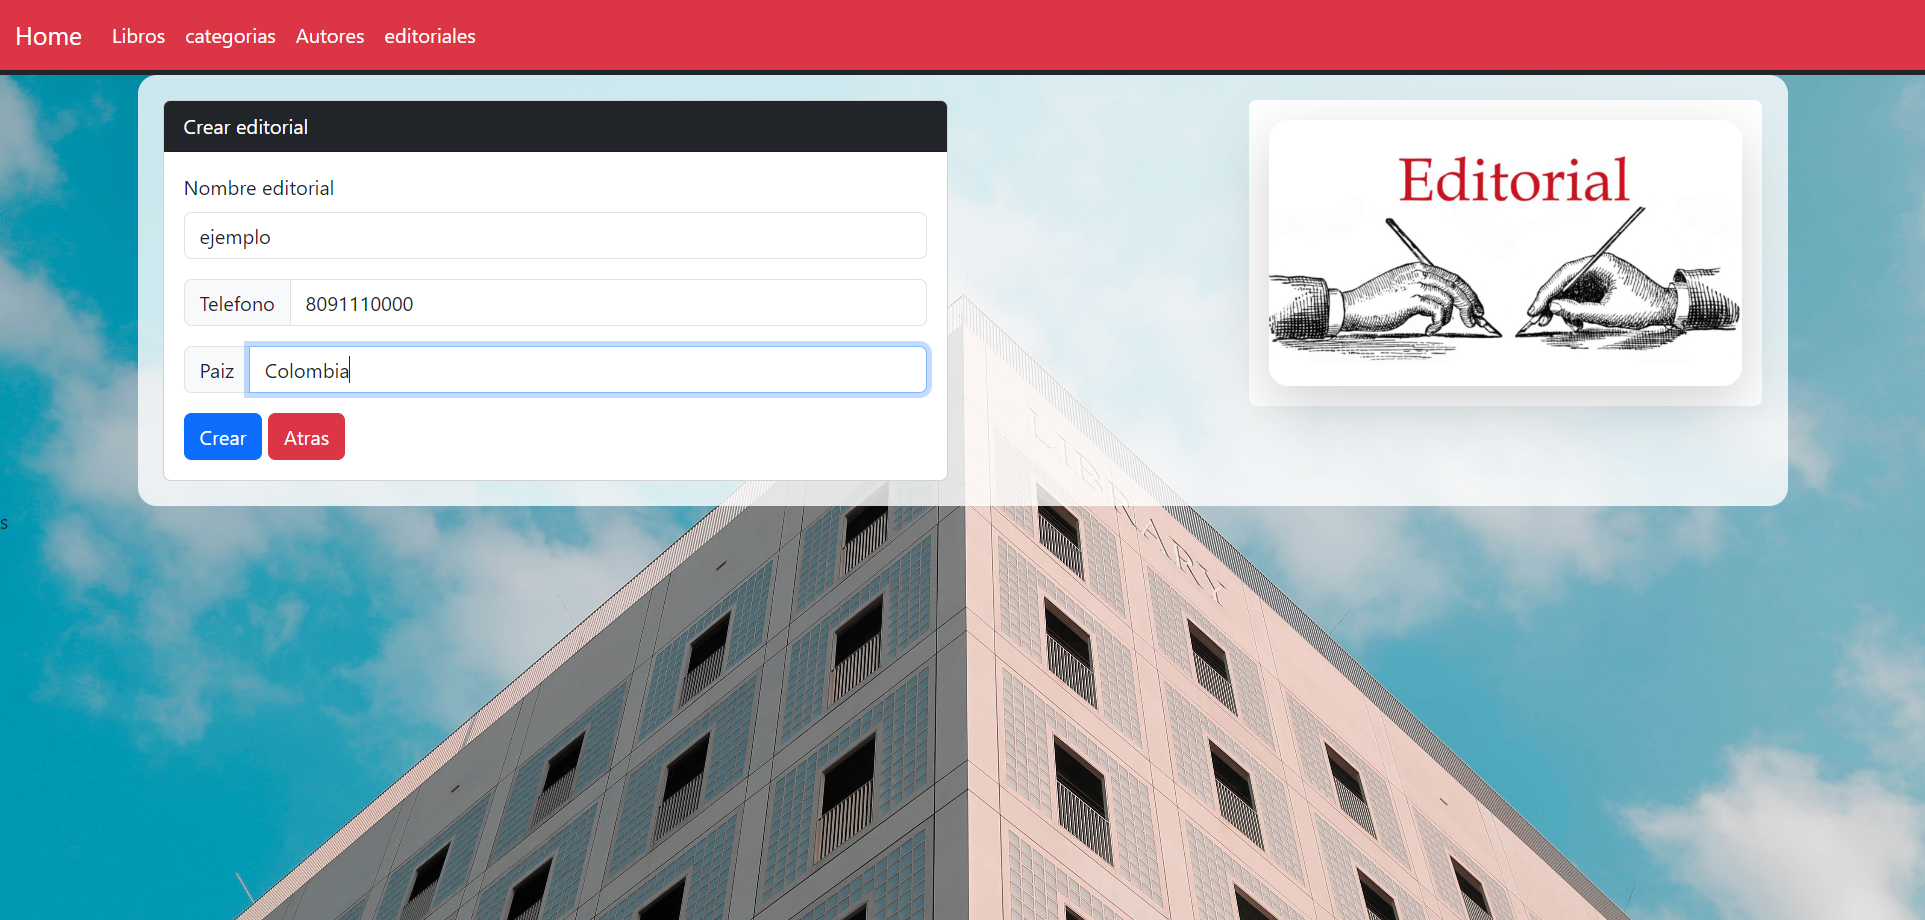 Home Libros categorias Autores editoriales
Crear editorial
Nombre editorial
ejemplo
Telefono 8091110000
Paiz Colombia
Crear Atras
Editorial
s
LIBRARY